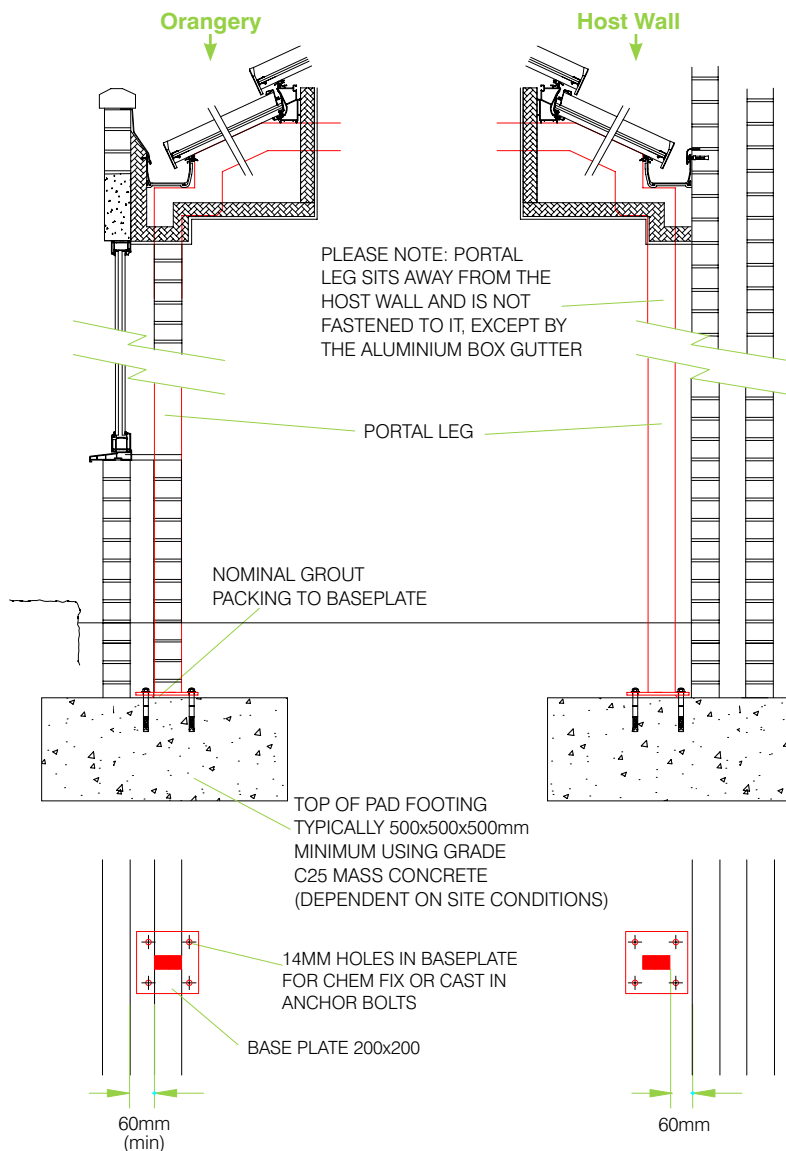 Orangery
Host Wall
PLEASE NOTE: PORTAL
LEG SITS AWAY FROM THE
HOST WALL AND IS NOT
FASTENED TO IT, EXCEPT BY
THE ALUMINIUM BOX GUTTER
PORTAL LEG
NOMINAL GROUT
PACKING TO BASEPLATE
TOP OF PAD FOOTING
TYPICALLY 500x500x500mm
MINIMUM USING GRADE
C25 MASS CONCRETE
(DEPENDENT ON SITE CONDITIONS)
14MM HOLES IN BASEPLATE
FOR CHEM FIX OR CAST IN
ANCHOR BOLTS
BASE PLATE 200x200
60mm
(min)
60mm